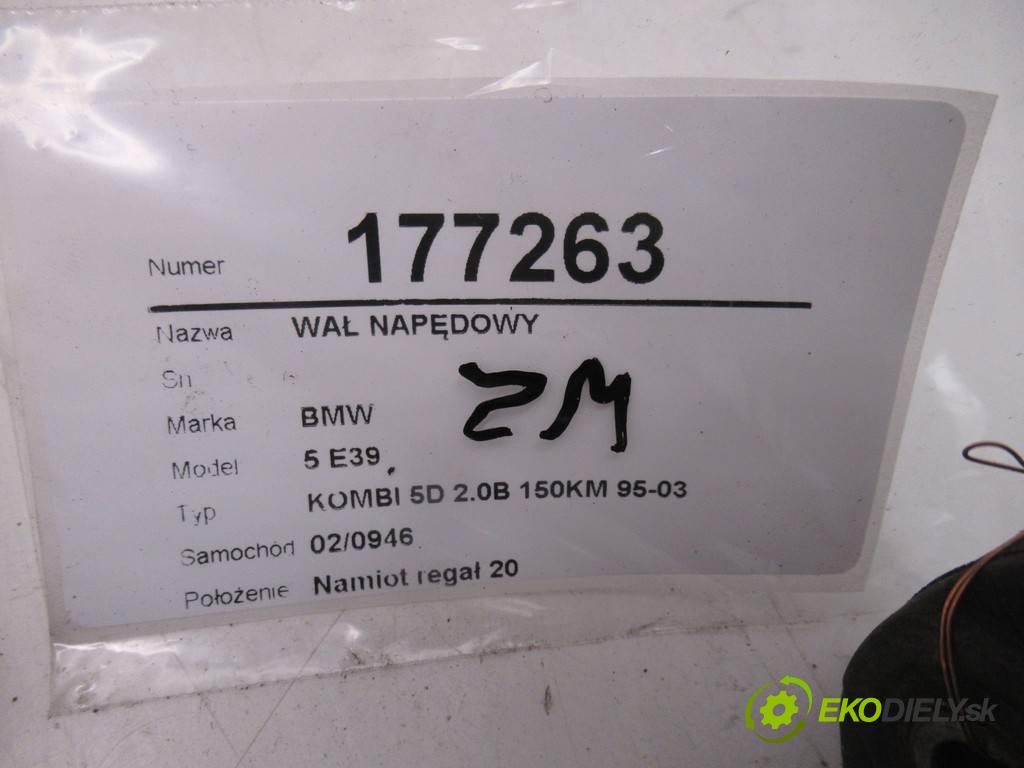 Numer 177263
Nazwa WAŁ NAPĘDOWY
Sn
Marka BMW
ZM
Model 5 E39
Typ KOMBI 5D 2.0B 150KM 95-03
Samochód 02/0946
Położenie Namiot regał 20
EKODIELY.sk